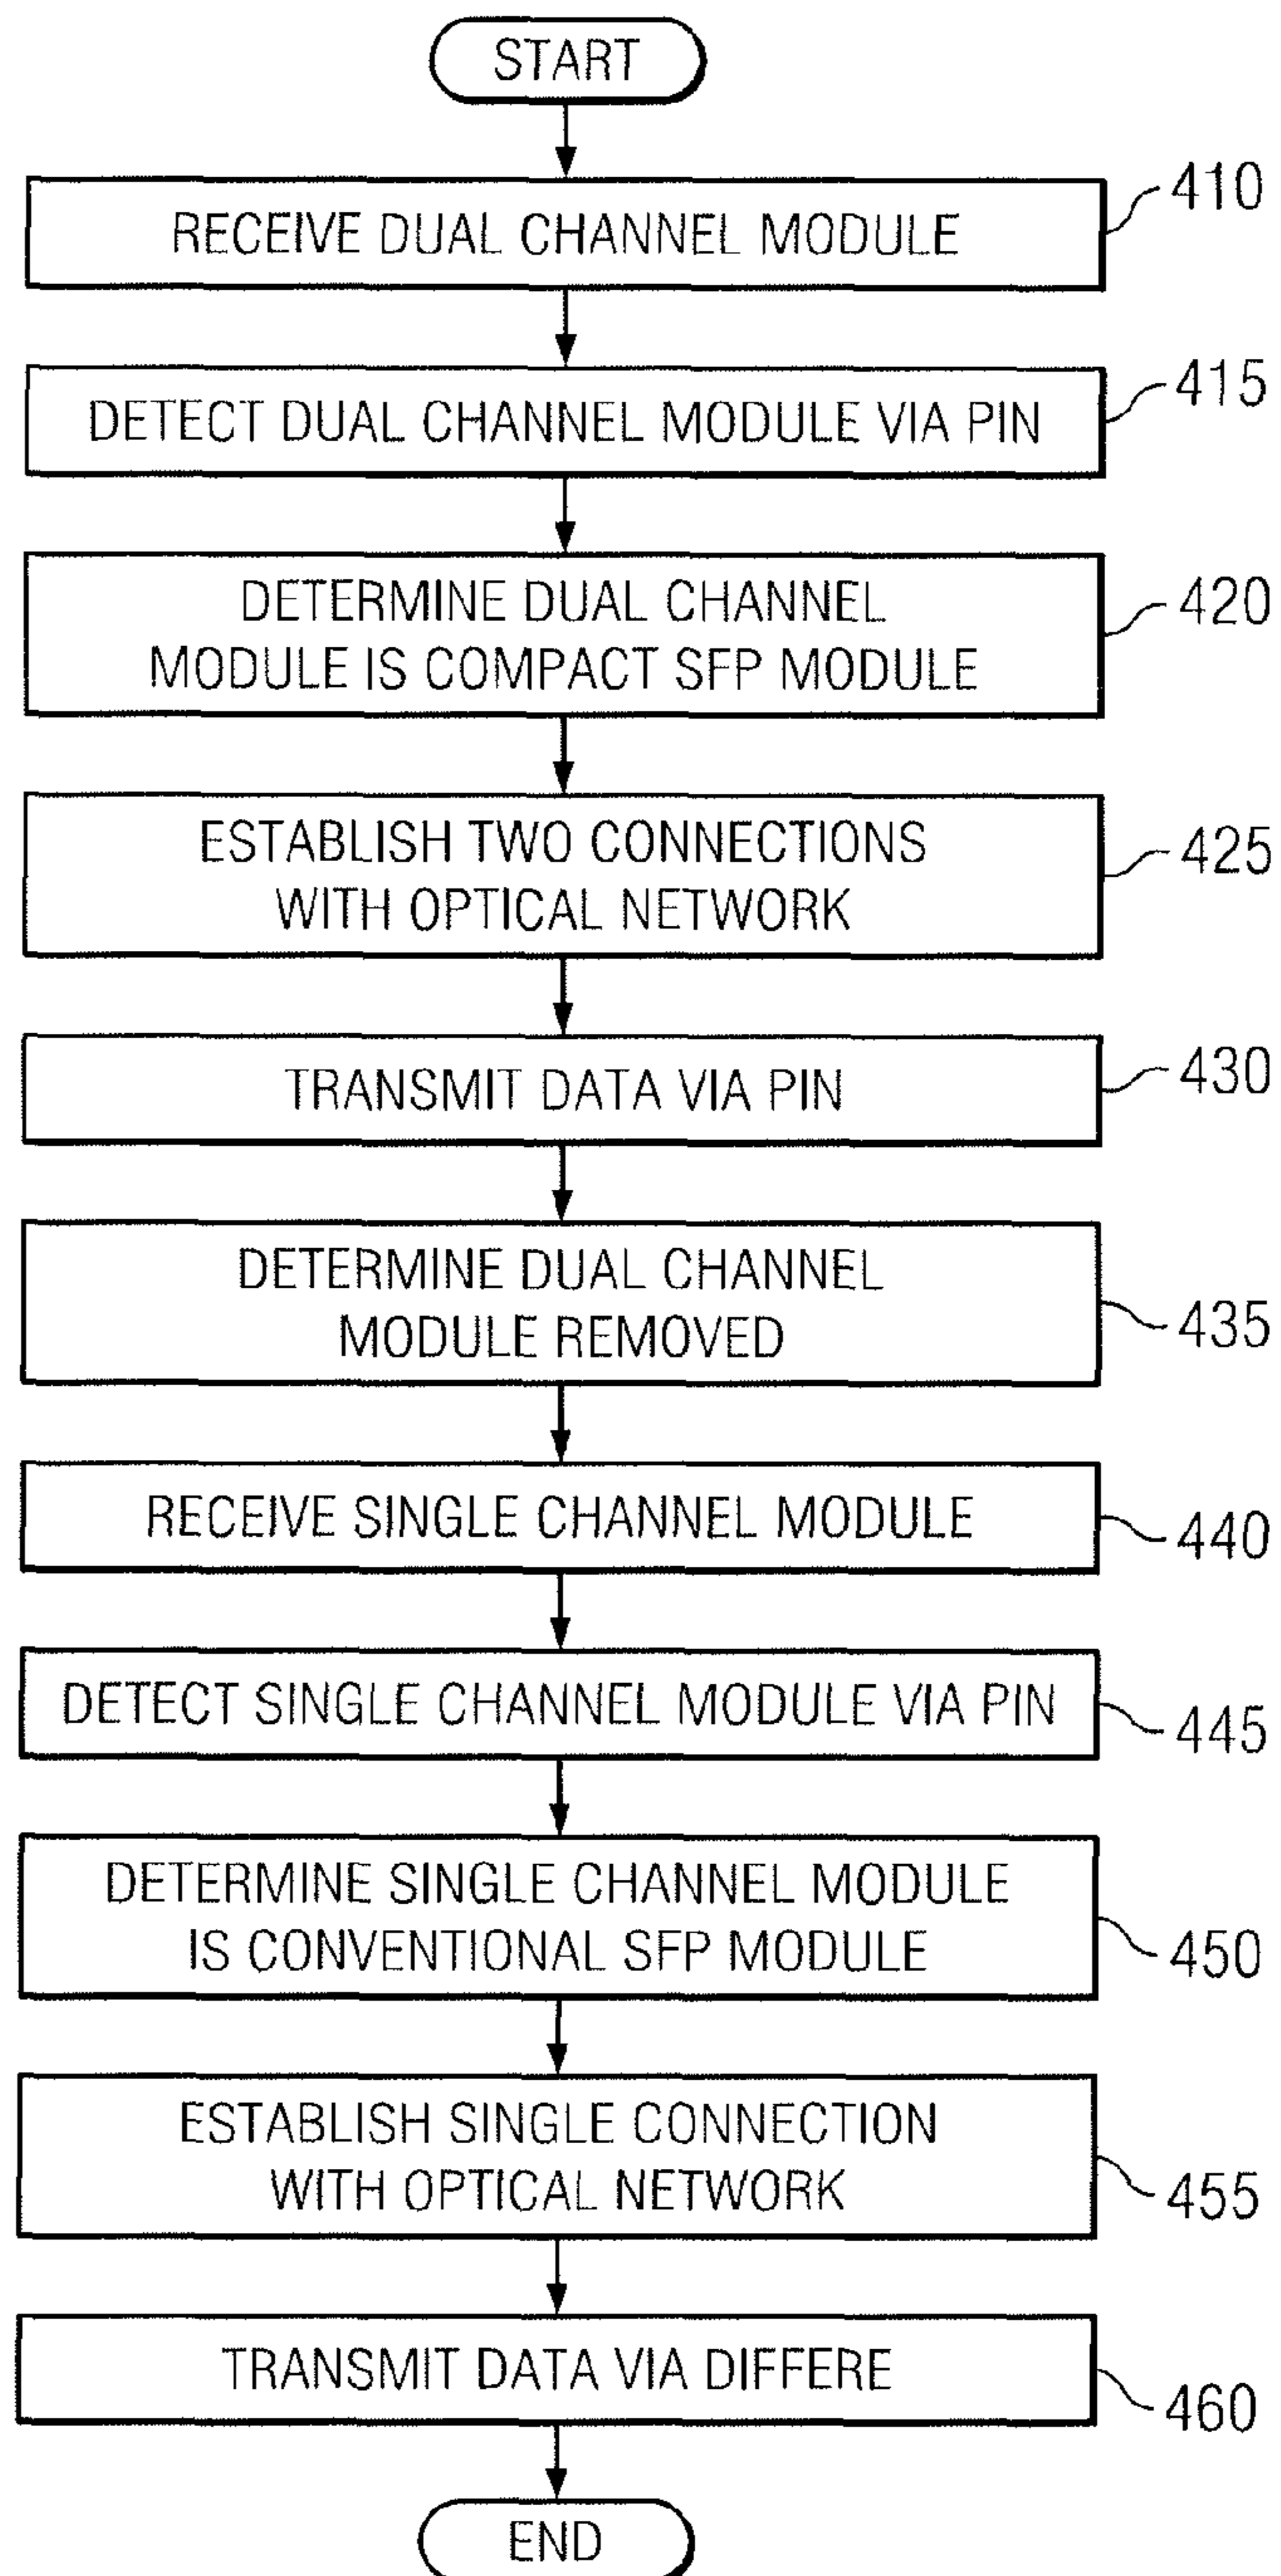 START
RECEIVE DUAL CHANNEL MODULE
410
DETECT DUAL CHANNEL MODULE VIA PIN
415
DETERMINE DUAL CHANNEL
MODULE IS COMPACT SFP MODULE
420
ESTABLISH TWO CONNECTIONS
WITH OPTICAL NETWORK
425
TRANSMIT DATA VIA PIN
430
DETERMINE DUAL CHANNEL
MODULE REMOVED
435
RECEIVE SINGLE CHANNEL MODULE
440
DETECT SINGLE CHANNEL MODULE VIA PIN
445
DETERMINE SINGLE CHANNEL MODULE
IS CONVENTIONAL SFP MODULE
450
ESTABLISH SINGLE CONNECTION
WITH OPTICAL NETWORK
455
TRANSMIT DATA VIA DIFFERE
460
END